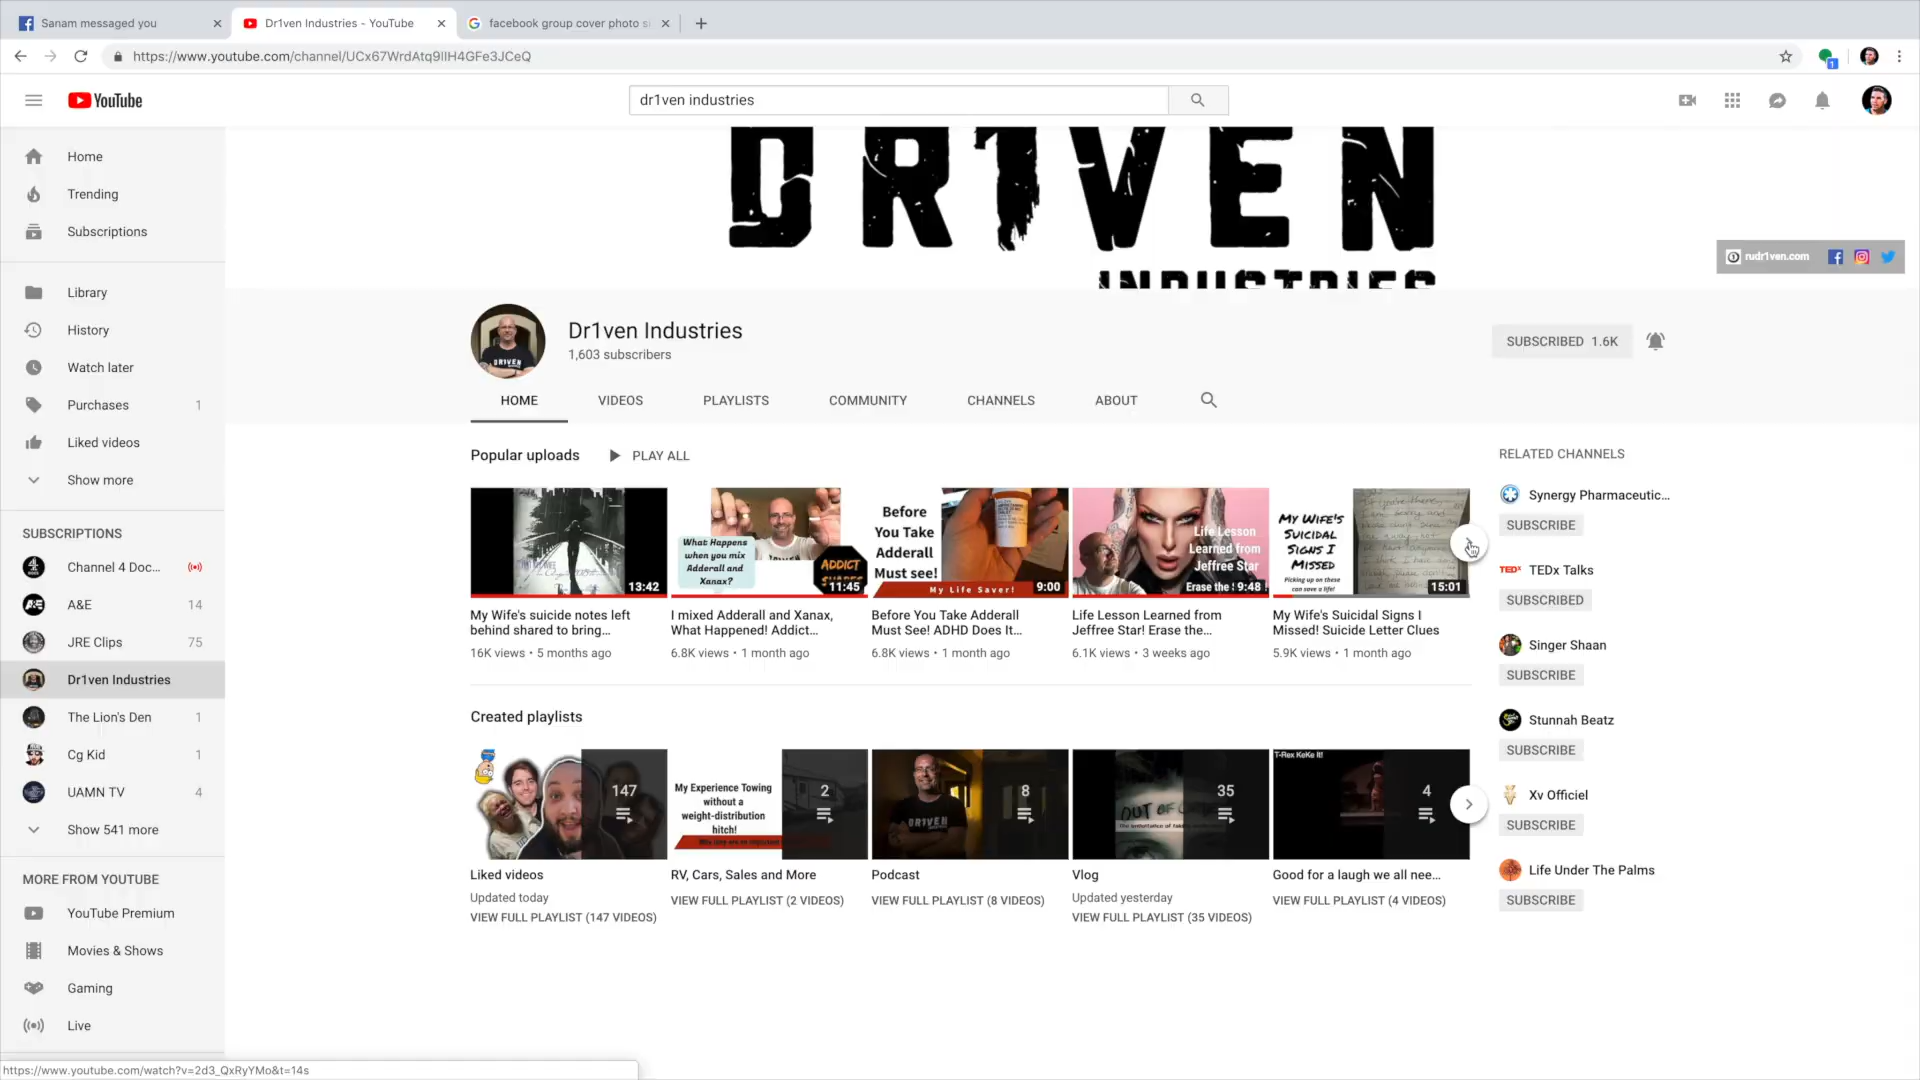 Sanam messaged you
Dr1ven Industries - YouTube
facebook group cover photo si
https://www.youtube.com/channel/UCx67WrdAtq9IIH4GFe3JCeQ
1
YouTube
dr1ven industries
Home
Trending
Subscriptions
Library
History
Watch later
Purchases 1
Liked videos
Show more
SUBSCRIPTIONS
Channel 4 Doc...
A&E 14
JRE Clips 75
Dr1ven Industries
The Lion's Den 1
Cg Kid 1
UAMN TV 4
Show 541 more
MORE FROM YOUTUBE
YouTube Premium
Movies & Shows
Gaming
Live
https://www.youtube.com/watch?v=2d3_QxRyYMo&t=14s
DR1VEN
INDUSTRIES
rudr1ven.com
Dr1ven Industries
1,603 subscribers
SUBSCRIBED 1.6K
HOME VIDEOS PLAYLISTS COMMUNITY CHANNELS ABOUT
Popular uploads PLAY ALL
13:42
My Wife's suicide notes left
behind shared to bring...
16K views • 5 months ago
What Happens
when you mix
Adderall and
Xanax?
ADDICT
11:45
I mixed Adderall and Xanax,
What Happened! Addict...
6.8K views • 1 month ago
Before
You Take
Adderall
Must see!
My Life Saver!
9:00
Before You Take Adderall
Must See! ADHD Does It...
6.8K views • 1 month ago
Life Lesson
Learned from
Jeffree Star
Erase the
9:48
Life Lesson Learned from
Jeffree Star! Erase the...
6.1K views • 3 weeks ago
My Wife's
Suicidal
Signs I
Missed
Picking up on these
can save a life!
15:01
My Wife's Suicidal Signs I
Missed! Suicide Letter Clues
5.9K views • 1 month ago
Created playlists
147
Liked videos
Updated today
VIEW FULL PLAYLIST (147 VIDEOS)
My Experience Towing
without a
weight-distribution
hitch!
2
RV, Cars, Sales and More
VIEW FULL PLAYLIST (2 VIDEOS)
DR1VEN
8
Podcast
VIEW FULL PLAYLIST (8 VIDEOS)
35
Vlog
Updated yesterday
VIEW FULL PLAYLIST (35 VIDEOS)
T-Rex KeKe It!
4
Good for a laugh we all nee...
VIEW FULL PLAYLIST (4 VIDEOS)
RELATED CHANNELS
Synergy Pharmaceutic...
SUBSCRIBE
TEDx
TEDx Talks
SUBSCRIBED
Singer Shaan
SUBSCRIBE
Stunnah Beatz
SUBSCRIBE
Xv Officiel
SUBSCRIBE
Life Under The Palms
SUBSCRIBE